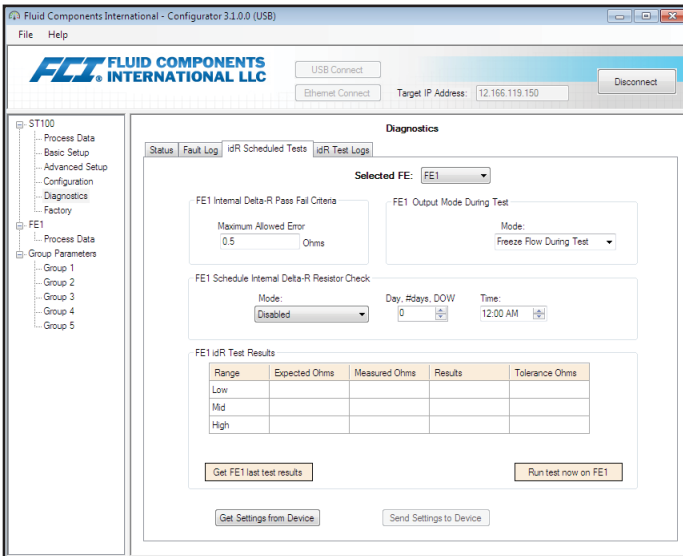 Fluid Components International - Configurator 3.1.0.0 (USB)
File Help
FCI FLUID COMPONENTS
INTERNATIONAL LLC
USB Connect
Ethernet Connect
Target IP Address: 12.166.119.150
Disconnect
ST100
Process Data
Basic Setup
Advanced Setup
Configuration
Diagnostics
Factory
FE1
Process Data
Group Parameters
Group 1
Group 2
Group 3
Group 4
Group 5
Diagnostics
Status Fault Log idR Scheduled Tests idR Test Logs
Selected FE: FE1
FE1 Internal Delta-R Pass Fail Criteria
Maximum Allowed Error
0.5 Ohms
FE1 Output Mode During Test
Mode:
Freeze Flow During Test
FE1 Schedule Internal Delta-R Resistor Check
Mode: Day, #days, DOW Time:
Disabled 0 12:00 AM
FE1 idR Test Results
Range Expected Ohms Measured Ohms Results Tolerance Ohms
Low
Mid
High
Get FE1 last test results Run test now on FE1
Get Settings from Device Send Settings to Device